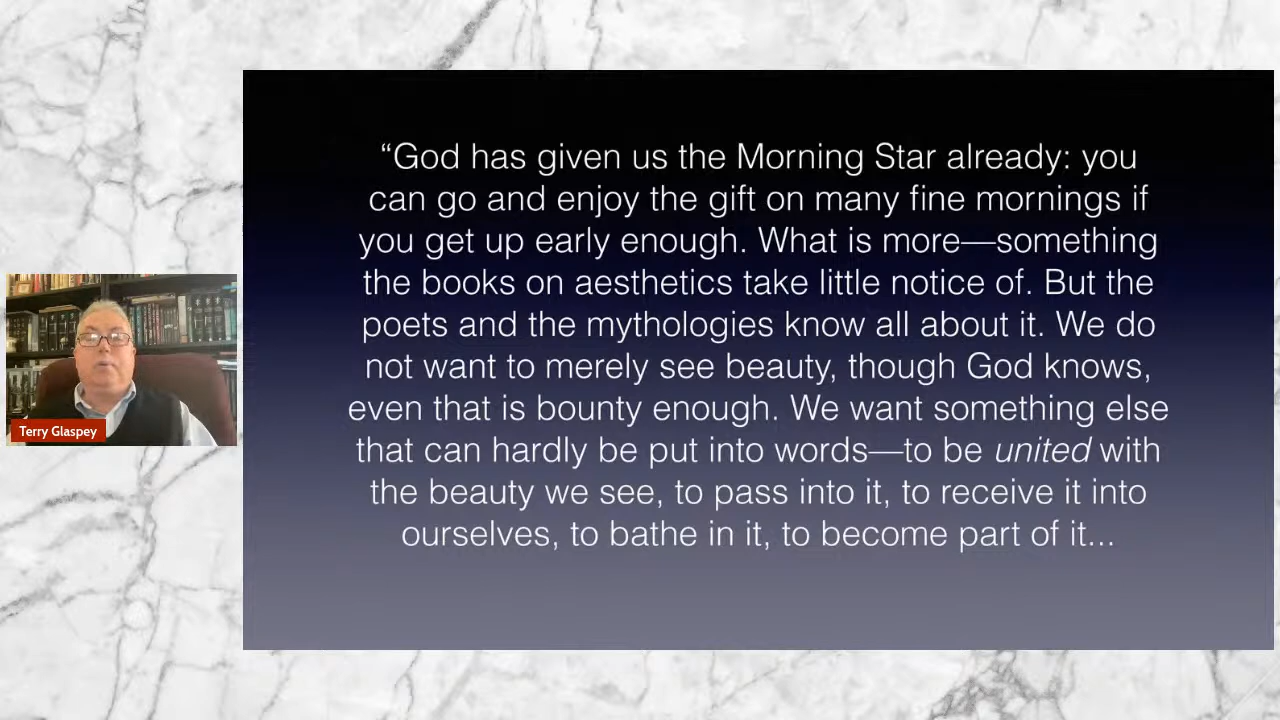 “God has given us the Morning Star already: you
can go and enjoy the gift on many fine mornings if
you get up early enough. What is more—something
the books on aesthetics take little notice of. But the
poets and the mythologies know all about it. We do
not want to merely see beauty, though God knows,
even that is bounty enough. We want something else
that can hardly be put into words—to be united with
the beauty we see, to pass into it, to receive it into
ourselves, to bathe in it, to become part of it...
Terry Glaspey